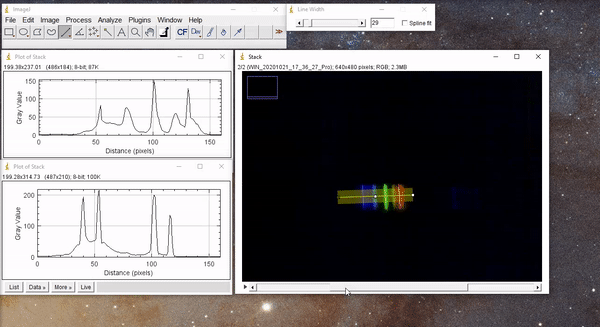 ImageJ
File Edit Image Process Analyze Plugins Window Help
CF Dev
Line Width
29
Spline fit
Plot of Stack
199.38x237.01 (486x184); 8-bit; 87K
150
100
50
0
Gray Value
0 50 100 150
Distance (pixels)
Plot of Stack
199.28x314.73 (487x210); 8-bit; 100K
200
150
100
50
0
Gray Value
0 50 100 150
Distance (pixels)
List Data » More » Live
Stack
2/2 (WIN_20201021_17_36_27_Pro); 640x480 pixels; RGB; 2.3MB